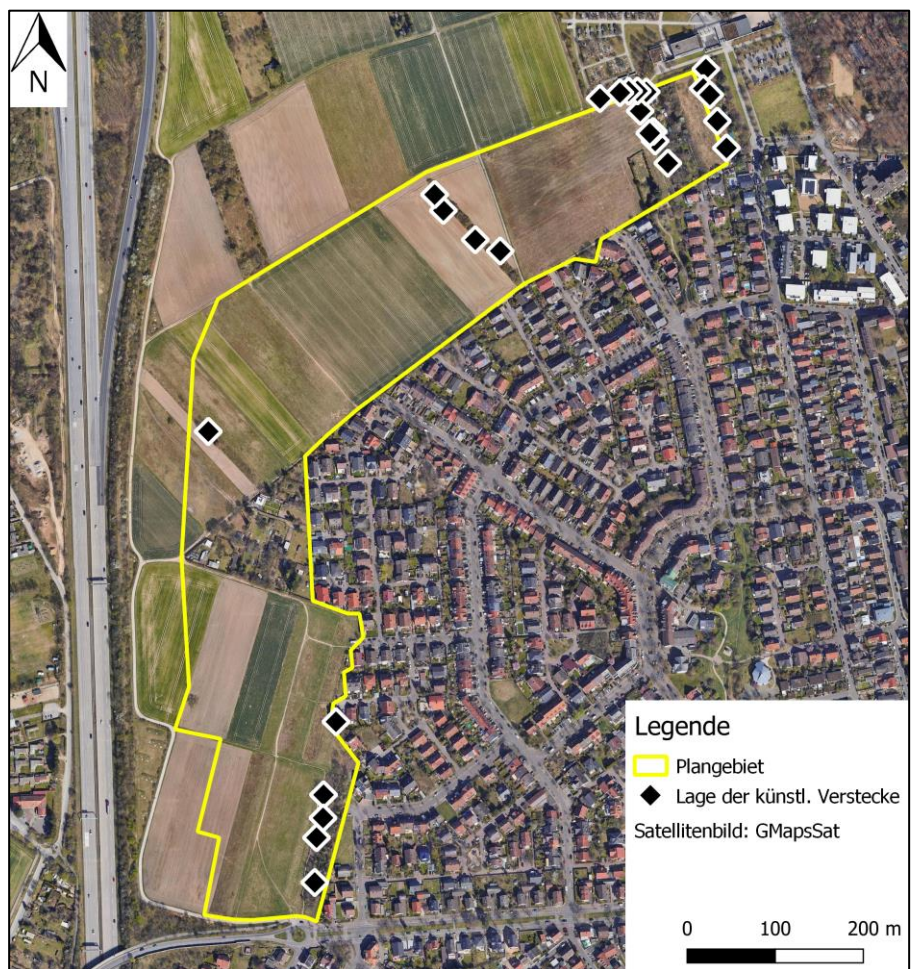 N
Legende
Plangebiet
Lage der künstl. Verstecke
Satellitenbild: GMapsSat
0 100 200 m